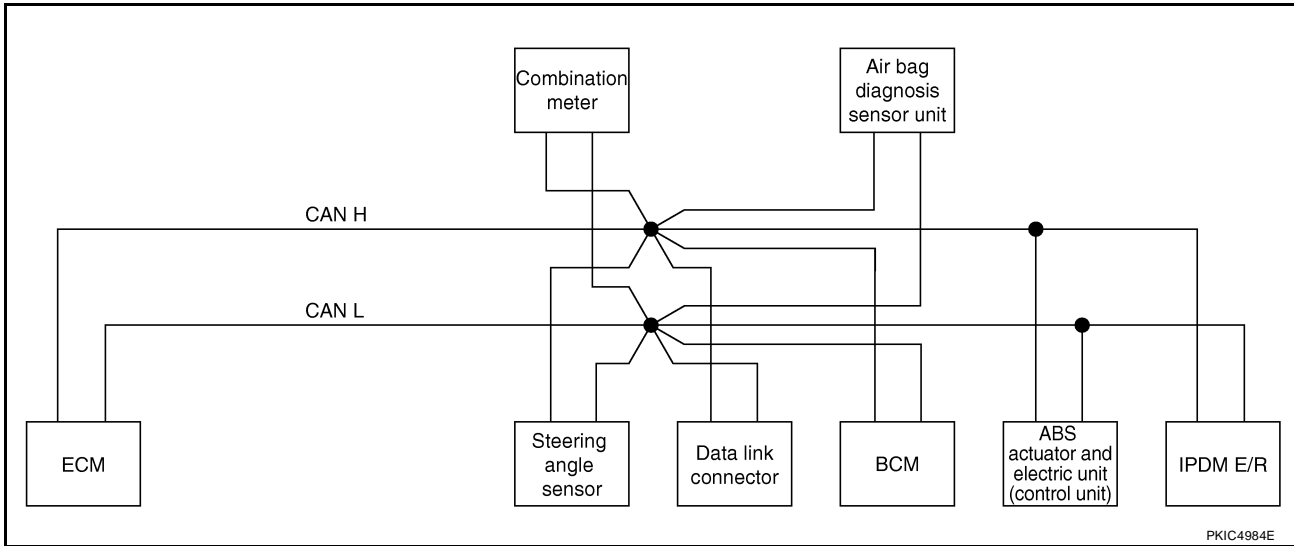 Combination
meter
Air bag
diagnosis
sensor unit
CAN H
CAN L
ECM
Steering
angle
sensor
Data link
connector
BCM
ABS
actuator and
electric unit
(control unit)
IPDM E/R
PKIC4984E